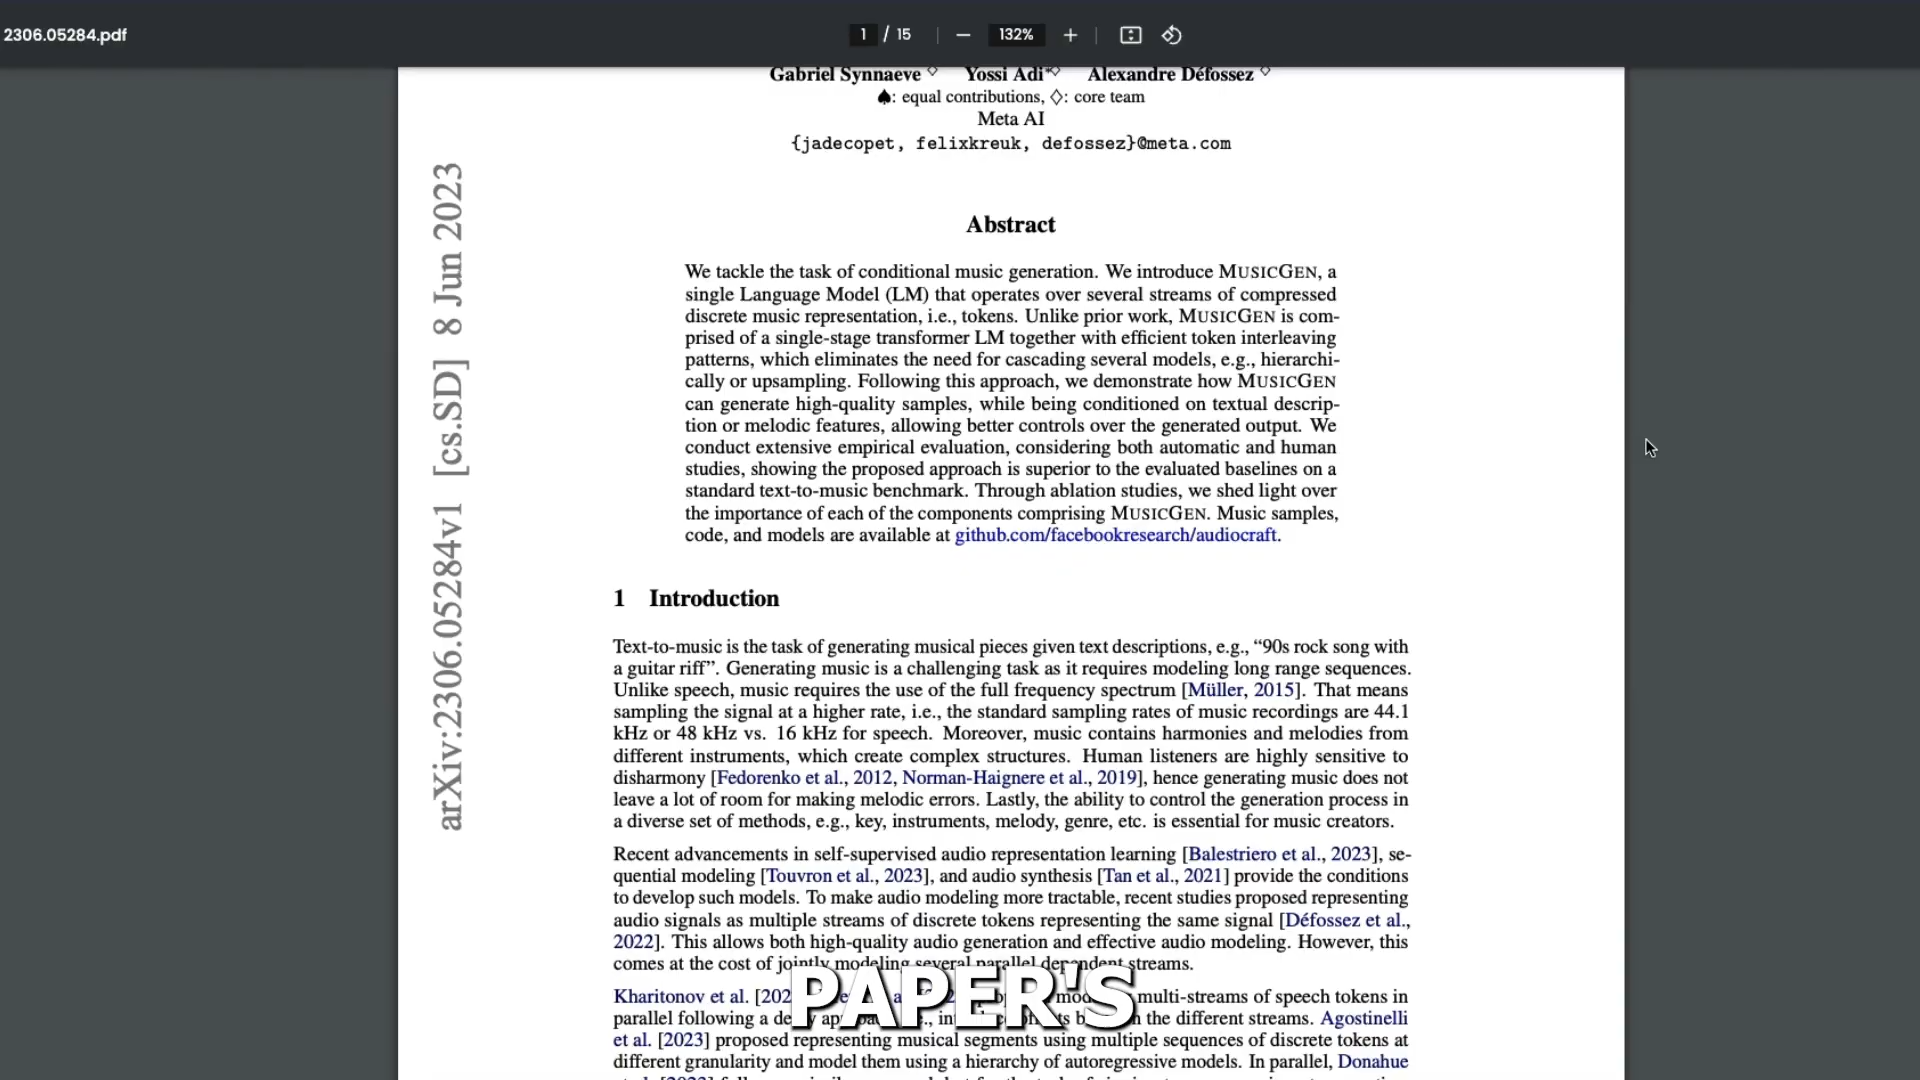 2306.05284.pdf
1 / 15
132%
Gabriel Synnaeve ♢ Yossi Adi*♢ Alexandre Défossez ♢
♠: equal contributions, ♢: core team
Meta AI
{jadecopet, felixkreuk, defossez}@meta.com
arXiv:2306.05284v1 [cs.SD] 8 Jun 2023
Abstract
We tackle the task of conditional music generation. We introduce MUSICGEN, a
single Language Model (LM) that operates over several streams of compressed
discrete music representation, i.e., tokens. Unlike prior work, MUSICGEN is com-
prised of a single-stage transformer LM together with efficient token interleaving
patterns, which eliminates the need for cascading several models, e.g., hierarchi-
cally or upsampling. Following this approach, we demonstrate how MUSICGEN
can generate high-quality samples, while being conditioned on textual descrip-
tion or melodic features, allowing better controls over the generated output. We
conduct extensive empirical evaluation, considering both automatic and human
studies, showing the proposed approach is superior to the evaluated baselines on a
standard text-to-music benchmark. Through ablation studies, we shed light over
the importance of each of the components comprising MUSICGEN. Music samples,
code, and models are available at github.com/facebookresearch/audiocraft.
1 Introduction
Text-to-music is the task of generating musical pieces given text descriptions, e.g., “90s rock song with
a guitar riff”. Generating music is a challenging task as it requires modeling long range sequences.
Unlike speech, music requires the use of the full frequency spectrum [Müller, 2015]. That means
sampling the signal at a higher rate, i.e., the standard sampling rates of music recordings are 44.1
kHz or 48 kHz vs. 16 kHz for speech. Moreover, music contains harmonies and melodies from
different instruments, which create complex structures. Human listeners are highly sensitive to
disharmony [Fedorenko et al., 2012, Norman-Haignere et al., 2019], hence generating music does not
leave a lot of room for making melodic errors. Lastly, the ability to control the generation process in
a diverse set of methods, e.g., key, instruments, melody, genre, etc. is essential for music creators.
Recent advancements in self-supervised audio representation learning [Balestriero et al., 2023], se-
quential modeling [Touvron et al., 2023], and audio synthesis [Tan et al., 2021] provide the conditions
to develop such models. To make audio modeling more tractable, recent studies proposed representing
audio signals as multiple streams of discrete tokens representing the same signal [Défossez et al.,
2022]. This allows both high-quality audio generation and effective audio modeling. However, this
comes at the cost of jointly modeling several parallel dependent streams.
PAPER'S
Kharitonov et al. multi-streams of speech tokens in
parallel following a the different streams. Agostinelli
et al. [2023] proposed representing musical segments using multiple sequences of discrete tokens at
different granularity and model them using a hierarchy of autoregressive models. In parallel, Donahue